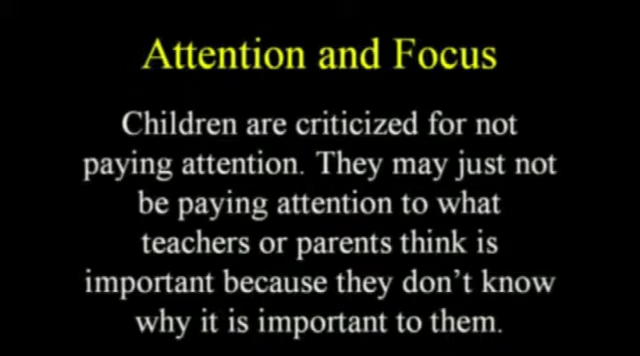 Attention and Focus
Children are criticized for not
paying attention. They may just not
be paying attention to what
teachers or parents think is
important because they don't know
why it is important to them.